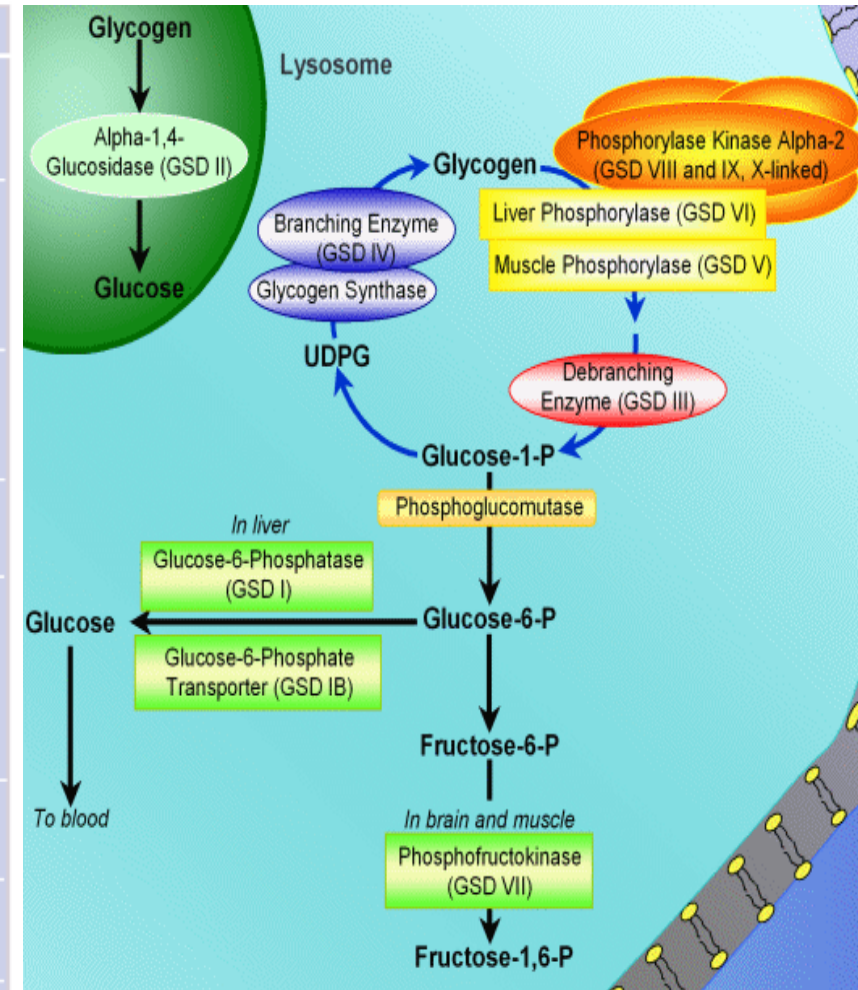 Glycogen
Lysosome
Alpha-1,4-
Glucosidase (GSD II)
Glucose
Phosphorylase Kinase Alpha-2
(GSD VIII and IX, X-linked)
Glycogen
Liver Phosphorylase (GSD VI)
Muscle Phosphorylase (GSD V)
Branching Enzyme
(GSD IV)
Glycogen Synthase
UDPG
Debranching
Enzyme (GSD III)
Glucose-1-P
Phosphoglucomutase
In liver
Glucose-6-Phosphatase
(GSD I)
Glucose
Glucose-6-P
Glucose-6-Phosphate
Transporter (GSD IB)
Fructose-6-P
To blood
In brain and muscle
Phosphofructokinase
(GSD VII)
Fructose-1,6-P